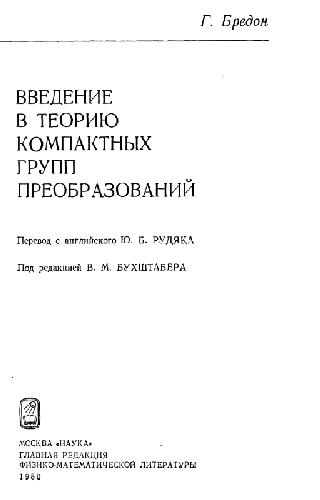 Г. Бредон
ВВЕДЕНИЕ
В ТЕОРИЮ
КОМПАКТНЫХ
ГРУПП
ПРЕОБРАЗОВАНИЙ
Перевод с английского Ю. Б. РУДЯКА
Под редакцией В. М. БУХШТАБЕРА
МОСКВА «НАУКА»
ГЛАВНАЯ РЕДАКЦИЯ
ФИЗИКО-МАТЕМАТИЧЕСКОЙ ЛИТЕРАТУРЫ
1980